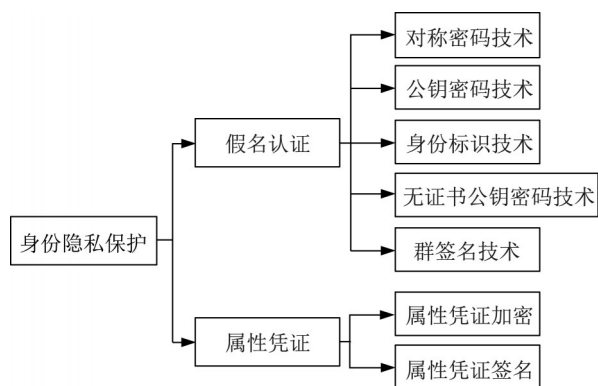 身份隐私保护
假名认证
对称密码技术
公钥密码技术
身份标识技术
无证书公钥密码技术
群签名技术
属性凭证
属性凭证加密
属性凭证签名